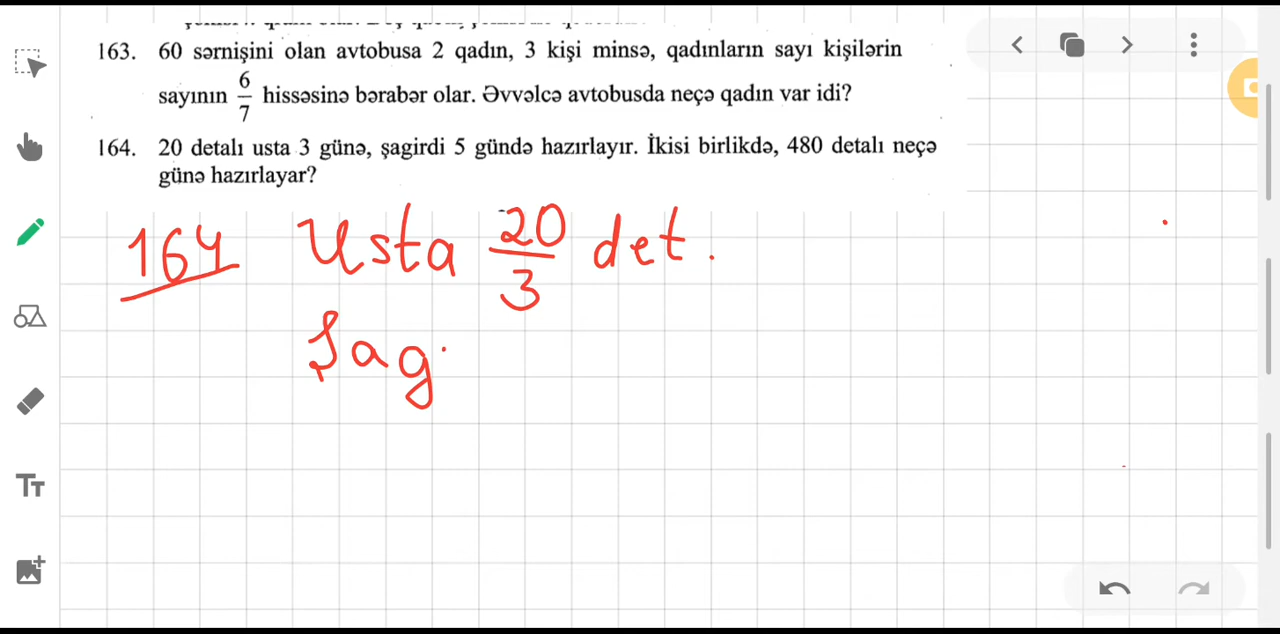 163. 60 sərnişini olan avtobusa 2 qadın, 3 kişi minsə, qadınların sayı kişilərin
sayının 6/7 hissəsinə bərabər olar. Əvvəlcə avtobusda neçə qadın var idi?
164. 20 detalı usta 3 günə, şagirdi 5 gündə hazırlayır. İkisi birlikdə, 480 detalı neçə
günə hazırlayar?
164 Usta 20/3 det.
Şag
TT